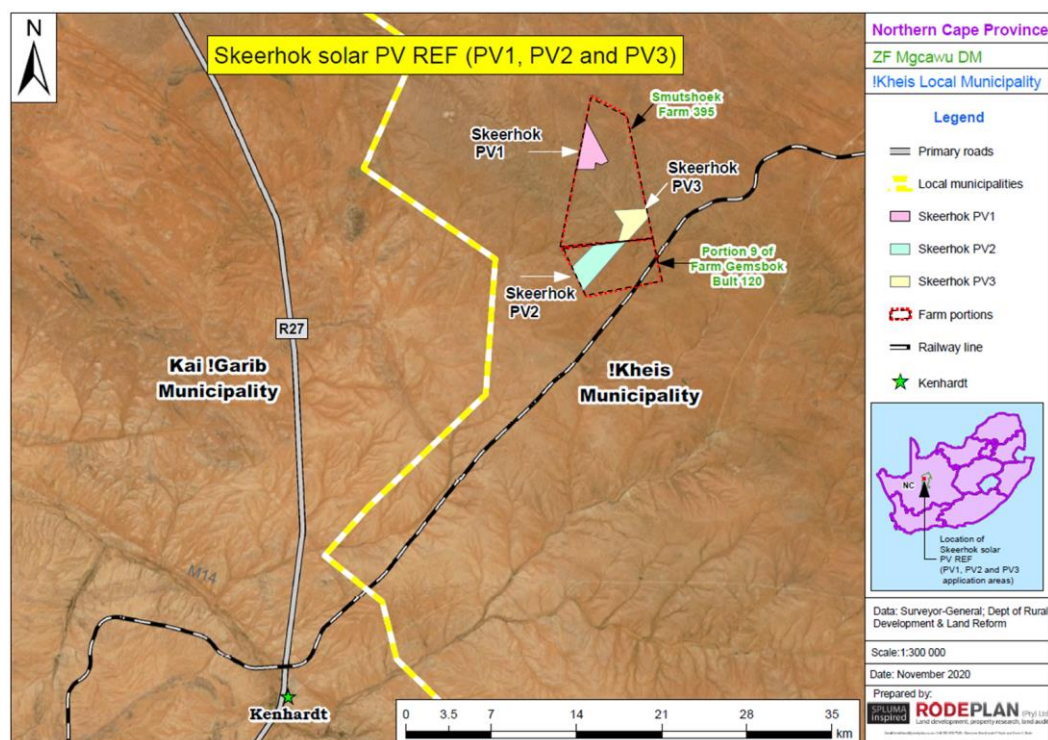 N
Skeerhok solar PV REF (PV1, PV2 and PV3)
Smutshoek
Farm 395
Skeerhok
PV1
Skeerhok
PV3
Portion 9 of
Farm Gemsbok
Bult 120
Skeerhok
PV2
R27
Kai !Garib
Municipality
!Kheis
Municipality
M14
Kenhardt
0 3.5 7 14 21 28 35
km
Northern Cape Province
ZF Mgcawu DM
!Kheis Local Municipality
Legend
Primary roads
Local municipalities
Skeerhok PV1
Skeerhok PV2
Skeerhok PV3
Farm portions
Railway line
Kenhardt
NC
Location of
Skeerhok solar
PV REF
(PV1, PV2 and PV3
application areas)
Data: Surveyor-General; Dept of Rural
Development & Land Reform
Scale:1:300 000
Date: November 2020
Prepared by:
SPLUMA
inspired
RODEPLAN (Pty) Ltd
Land development, property research, land audit